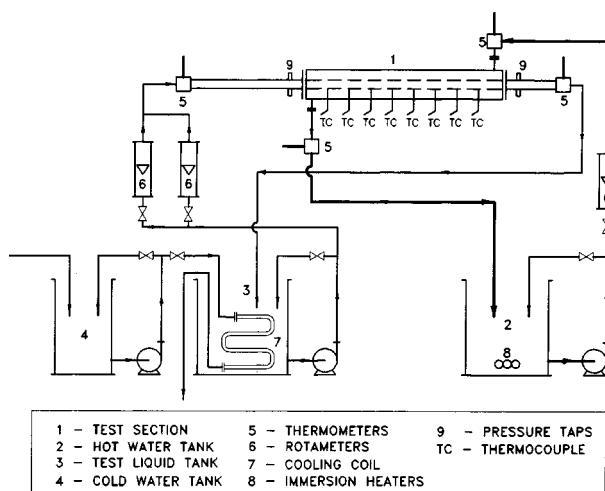 5
9
1
9
5
5
TC TC TC TC TC TC TC TC
5
6
6
3
4
7
2
8
1 - TEST SECTION
2 - HOT WATER TANK
3 - TEST LIQUID TANK
4 - COLD WATER TANK
5 - THERMOMETERS
6 - ROTAMETERS
7 - COOLING COIL
8 - IMMERSION HEATERS
9 - PRESSURE TAPS
TC - THERMOCOUPLE